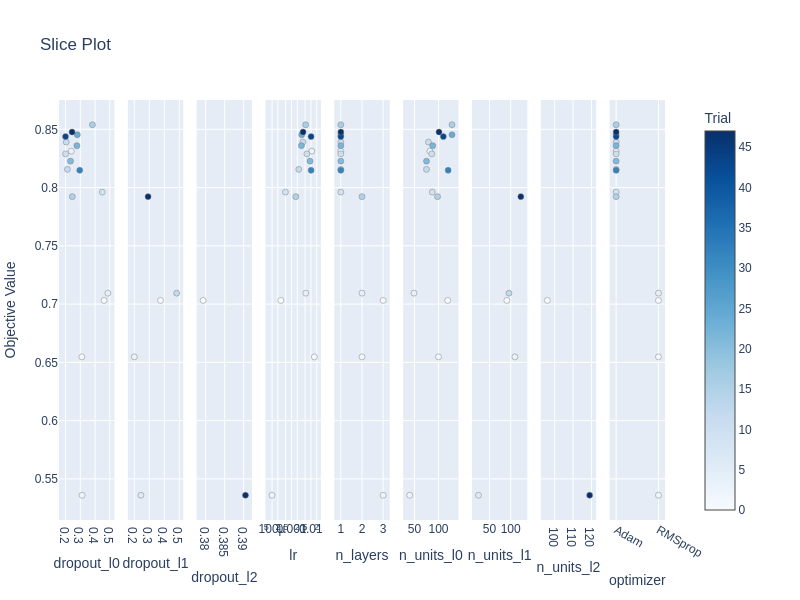 Slice Plot
Trial
Objective Value
0.85
0.8
0.75
0.7
0.65
0.6
0.55
45
40
35
30
25
20
15
10
5
0
0.2 0.3 0.4 0.5
0.2 0.3 0.4 0.5
0.38 0.385 0.39
1 2 3
50 100
50 100
100 110 120
Adam RMSprop
dropout_l0 dropout_l1 dropout_l2 lr n_layers n_units_l0 n_units_l1 n_units_l2 optimizer